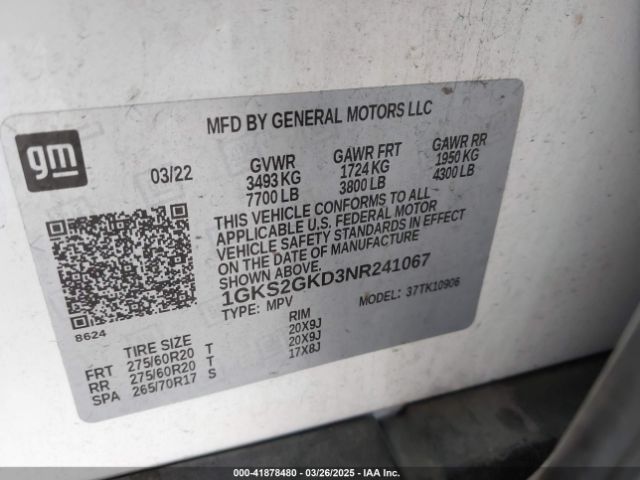 MFD BY GENERAL MOTORS LLC
gm
03/22
GVWR GAWR FRT GAWR RR
3493 KG 1724 KG 1950 KG
7700 LB 3800 LB 4300 LB
THIS VEHICLE CONFORMS TO ALL
APPLICABLE U.S. FEDERAL MOTOR
VEHICLE SAFETY STANDARDS IN EFFECT
ON THE DATE OF MANUFACTURE
SHOWN ABOVE.
1GKS2GKD3NR241067
TYPE: MPV MODEL: 37TK10906
8624
TIRE SIZE RIM
FRT 275/60R20 T 20X9J
RR 275/60R20 T 20X9J
SPA 265/70R17 S 17X8J
000-41878480 | 03/26/2025 | IAA Inc.